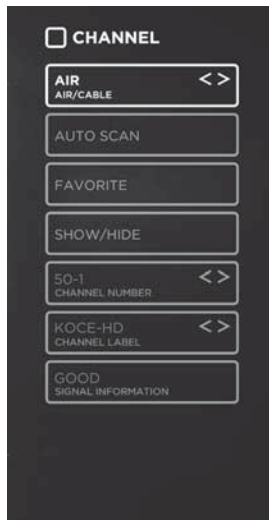 CHANNEL
AIR < >
AIR/CABLE
AUTO SCAN
FAVORITE
SHOW/HIDE
50-1 < >
CHANNEL NUMBER
KOCE-HD < >
CHANNEL LABEL
GOOD
SIGNAL INFORMATION